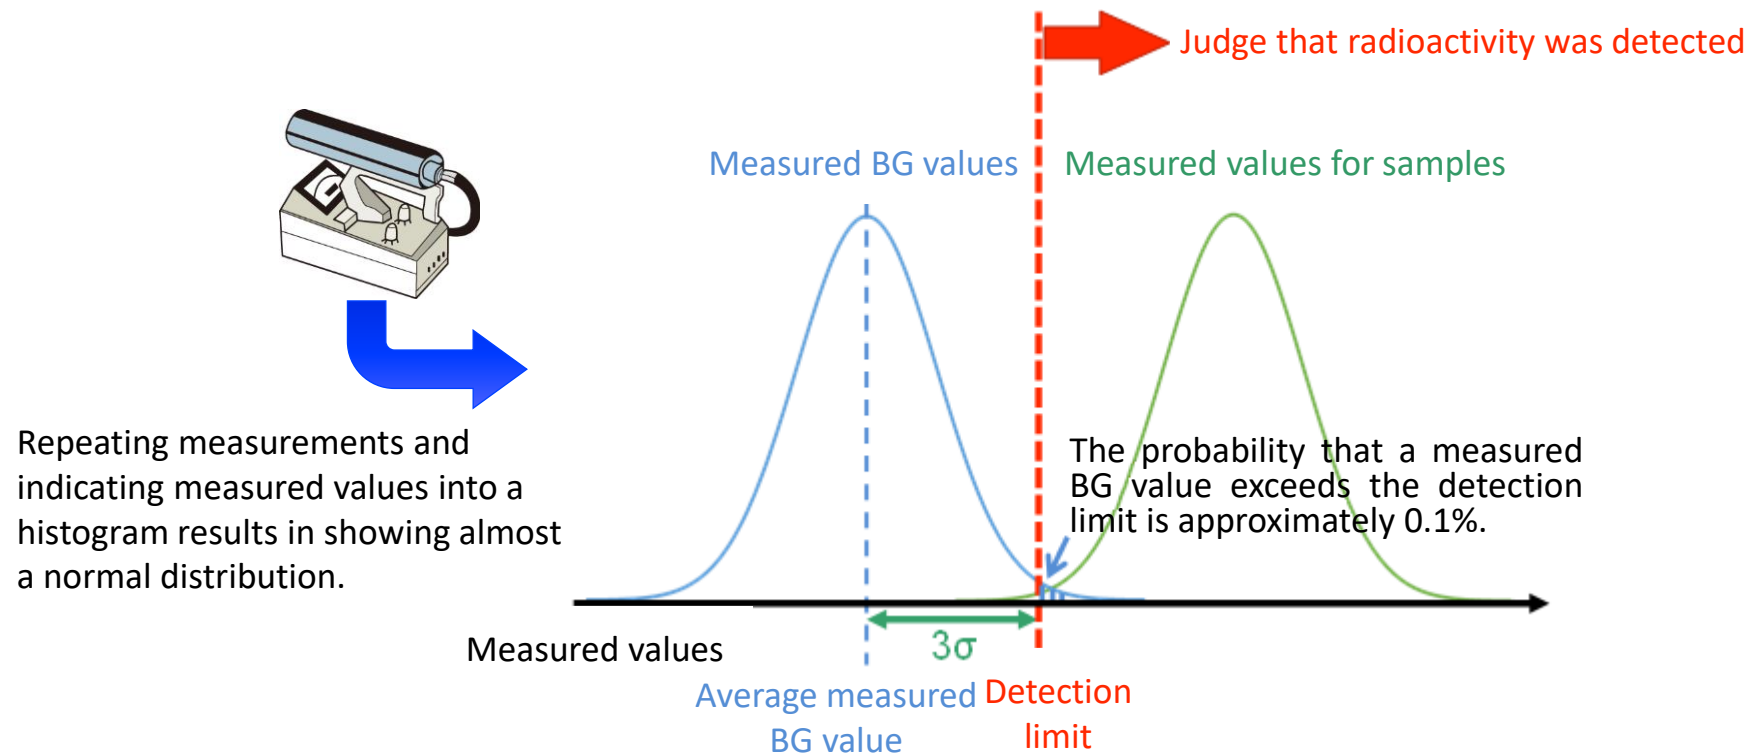 Judge that radioactivity was detected
Measured BG values
Measured values for samples
Repeating measurements and
indicating measured values into a
histogram results in showing almost
a normal distribution.
The probability that a measured
BG value exceeds the detection
limit is approximately 0.1%.
3σ
Measured values
Average measured
BG value
Detection
limit